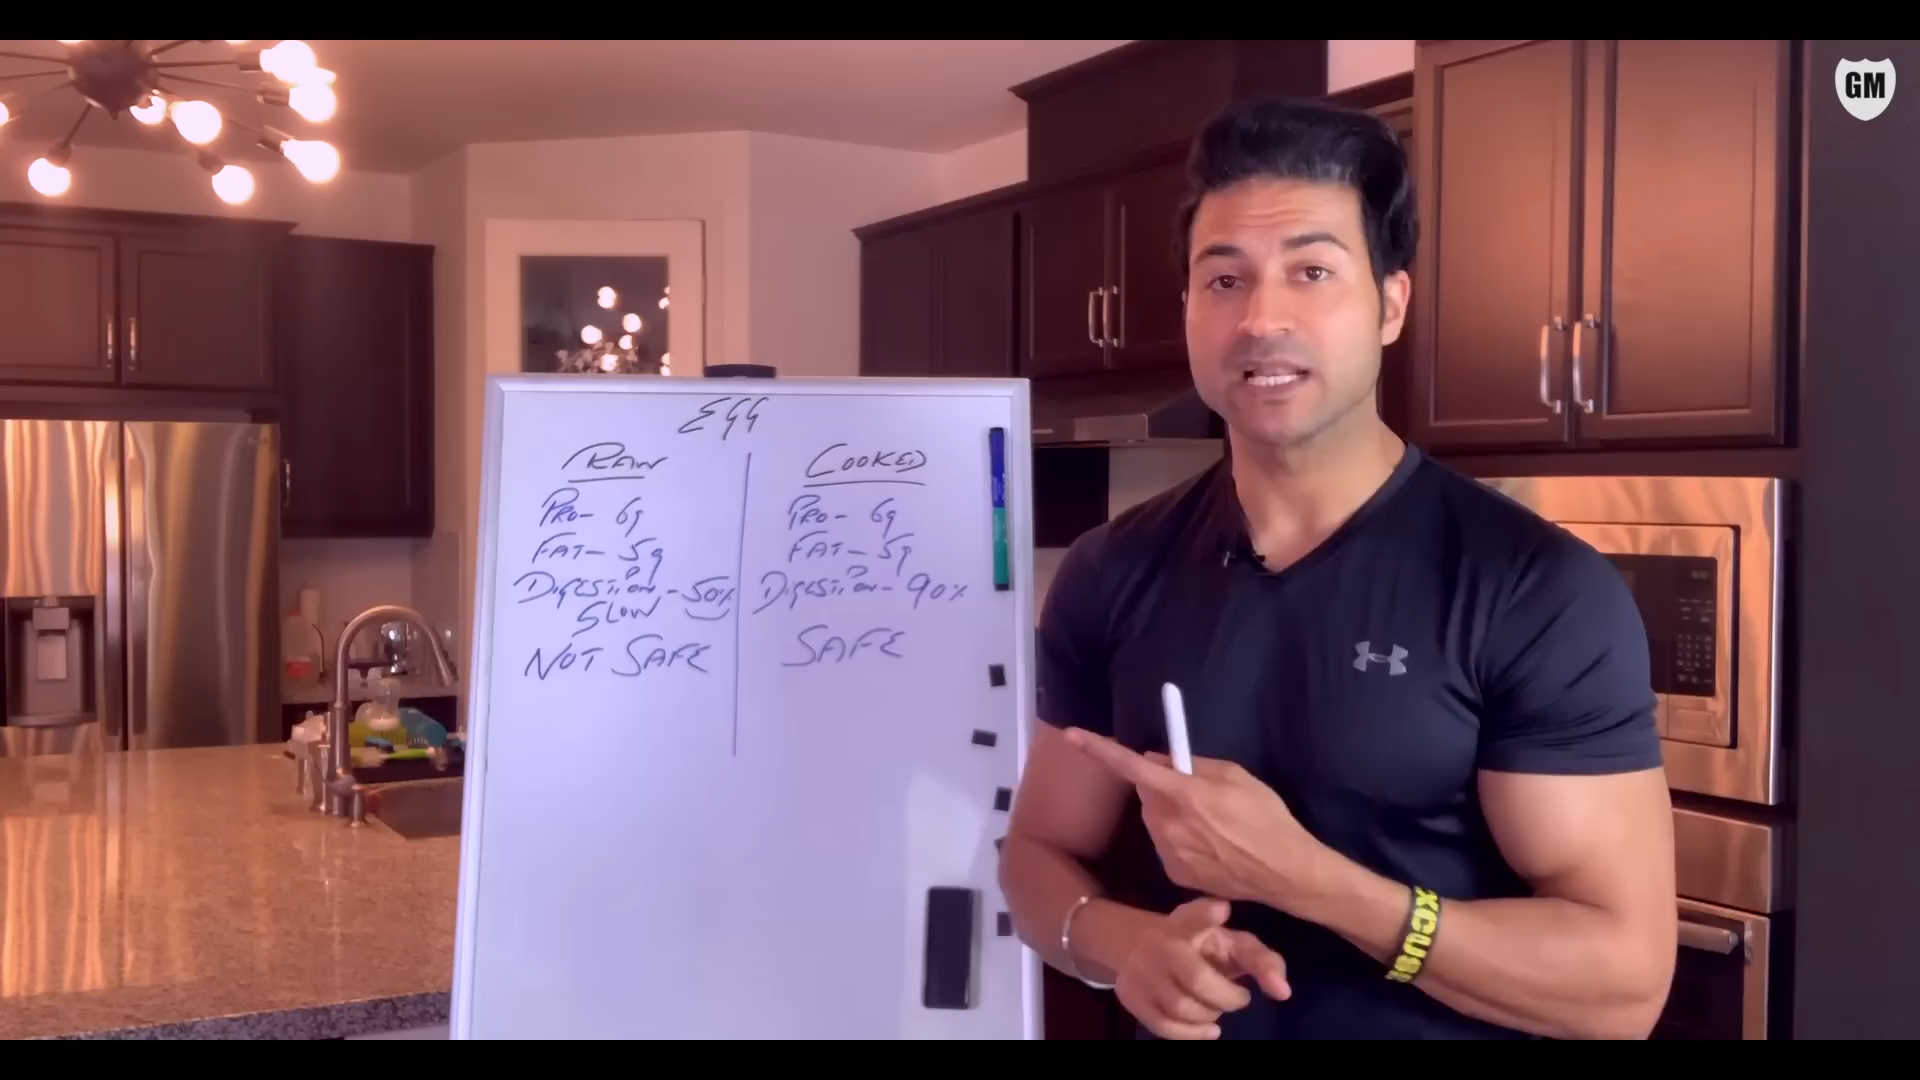 GM
EGG
RAW
PRO- 6g
FAT- 5g
DIGESTION - 50%
SLOW
NOT SAFE
COOKED
PRO- 6g
FAT- 5g
DIGESTION- 90%
SAFE
XCUS